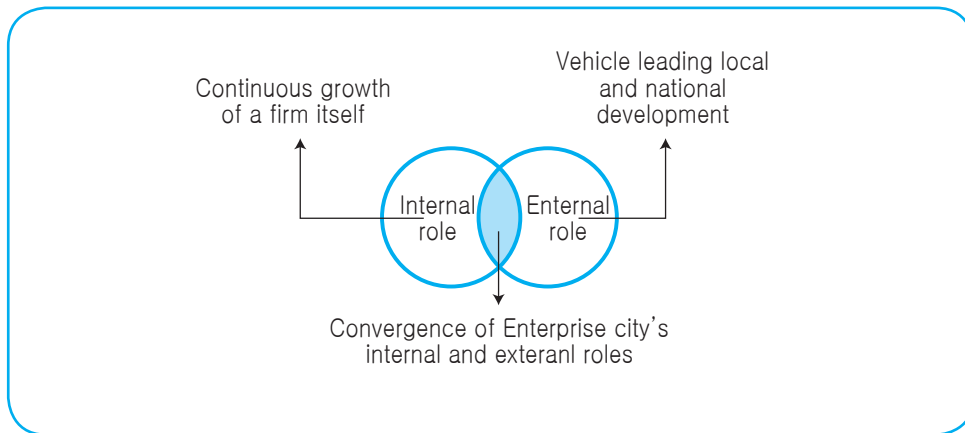 Continuous growth
of a firm itself
Vehicle leading local
and national
development
Internal
role
Enternal
role
Convergence of Enterprise city's
internal and exteranl roles